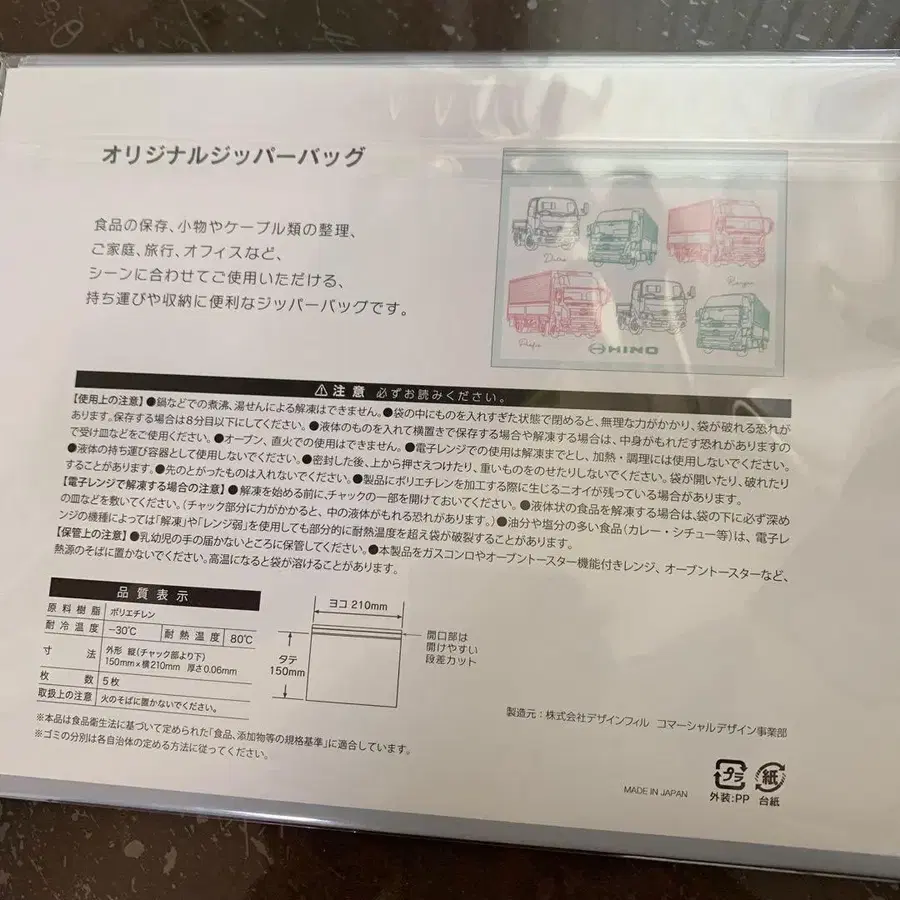 オリジナルジッパーバッグ
食品の保存、小物やケーブル類の整理、
ご家庭、旅行、オフィスなど、
シーンに合わせてご使用いただける、
持ち運びや収納に便利なジッパーバッグです。
Dutro
Ranger
Profia
HINO
⚠注意 必ずお読みください。
【使用上の注意】●鍋などでの煮沸、湯せんによる解凍はできません。●袋の中にものを入れすぎた状態で閉めると、無理な力がかかり、袋が破れる恐れが
あります。保存する場合は8分目以下にしてください。●液体のものを入れて横置きで保存する場合や解凍する場合は、中身がもれだす恐れがありますの
で受け皿などをご使用ください。●オーブン、直火での使用はできません。●電子レンジでの使用は解凍までとし、加熱・調理には使用しないでください。
●液体の持ち運び容器として使用しないでください。●密封した後、上から押さえつけたり、重いものをのせたりしないでください。袋が開いたり、破れたり
することがあります。●先のとがったものは入れないでください。●製品にポリエチレンを加工する際に生じるニオイが残っている場合があります。
【電子レンジで解凍する場合の注意】●解凍を始める前に、チャックの一部を開けておいてください。●液体状の食品を解凍する場合は、袋の下に必ず深め
の皿などを敷いてください。(チャック部分に力がかかると、中の液体がもれる恐れがあります。)●油分や塩分の多い食品(カレー・シチュー等)は、電子レ
ンジの機種によっては「解凍」や「レンジ弱」を使用しても部分的に耐熱温度を超え袋が破裂することがあります。
【保管上の注意】●乳幼児の手の届かないところに保管してください。●本製品をガスコンロやオーブントースター機能付きレンジ、オーブントースターなど、
熱源のそばに置かないでください。高温になると袋が溶けることがあります。
品質表示
原料樹脂 ポリエチレン
耐冷温度 −30℃ 耐熱温度 80℃
寸法 外形 縦(チャック部より下)
150mm×横210mm 厚さ0.06mm
枚数 5枚
取扱上の注意 火のそばに置かないでください。
ヨコ 210mm
タテ
150mm
開口部は
開けやすい
段差カット
※本品は食品衛生法に基づいて定められた「食品、添加物等の規格基準」に適合しています。
※ゴミの分別は各自治体の定める方法に従ってください。
製造元:株式会社デザインフィル コマーシャルデザイン事業部
MADE IN JAPAN
プラ
外装:PP
紙
台紙